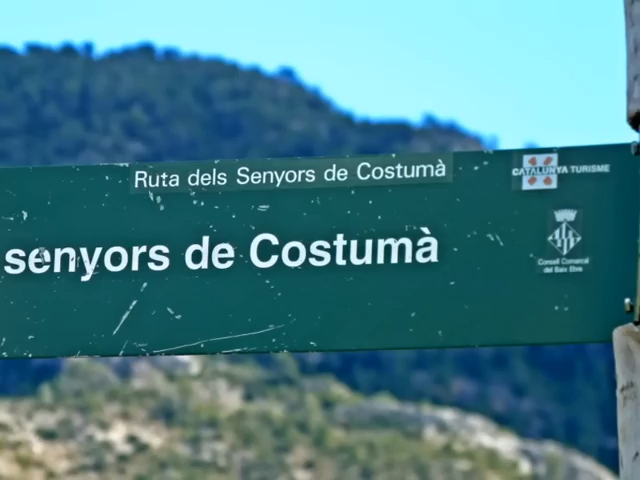 Ruta dels Senyors de Costumà
CATALUNYA TURISME
senyors de Costumà
Consell Comarcal
del Baix Ebre